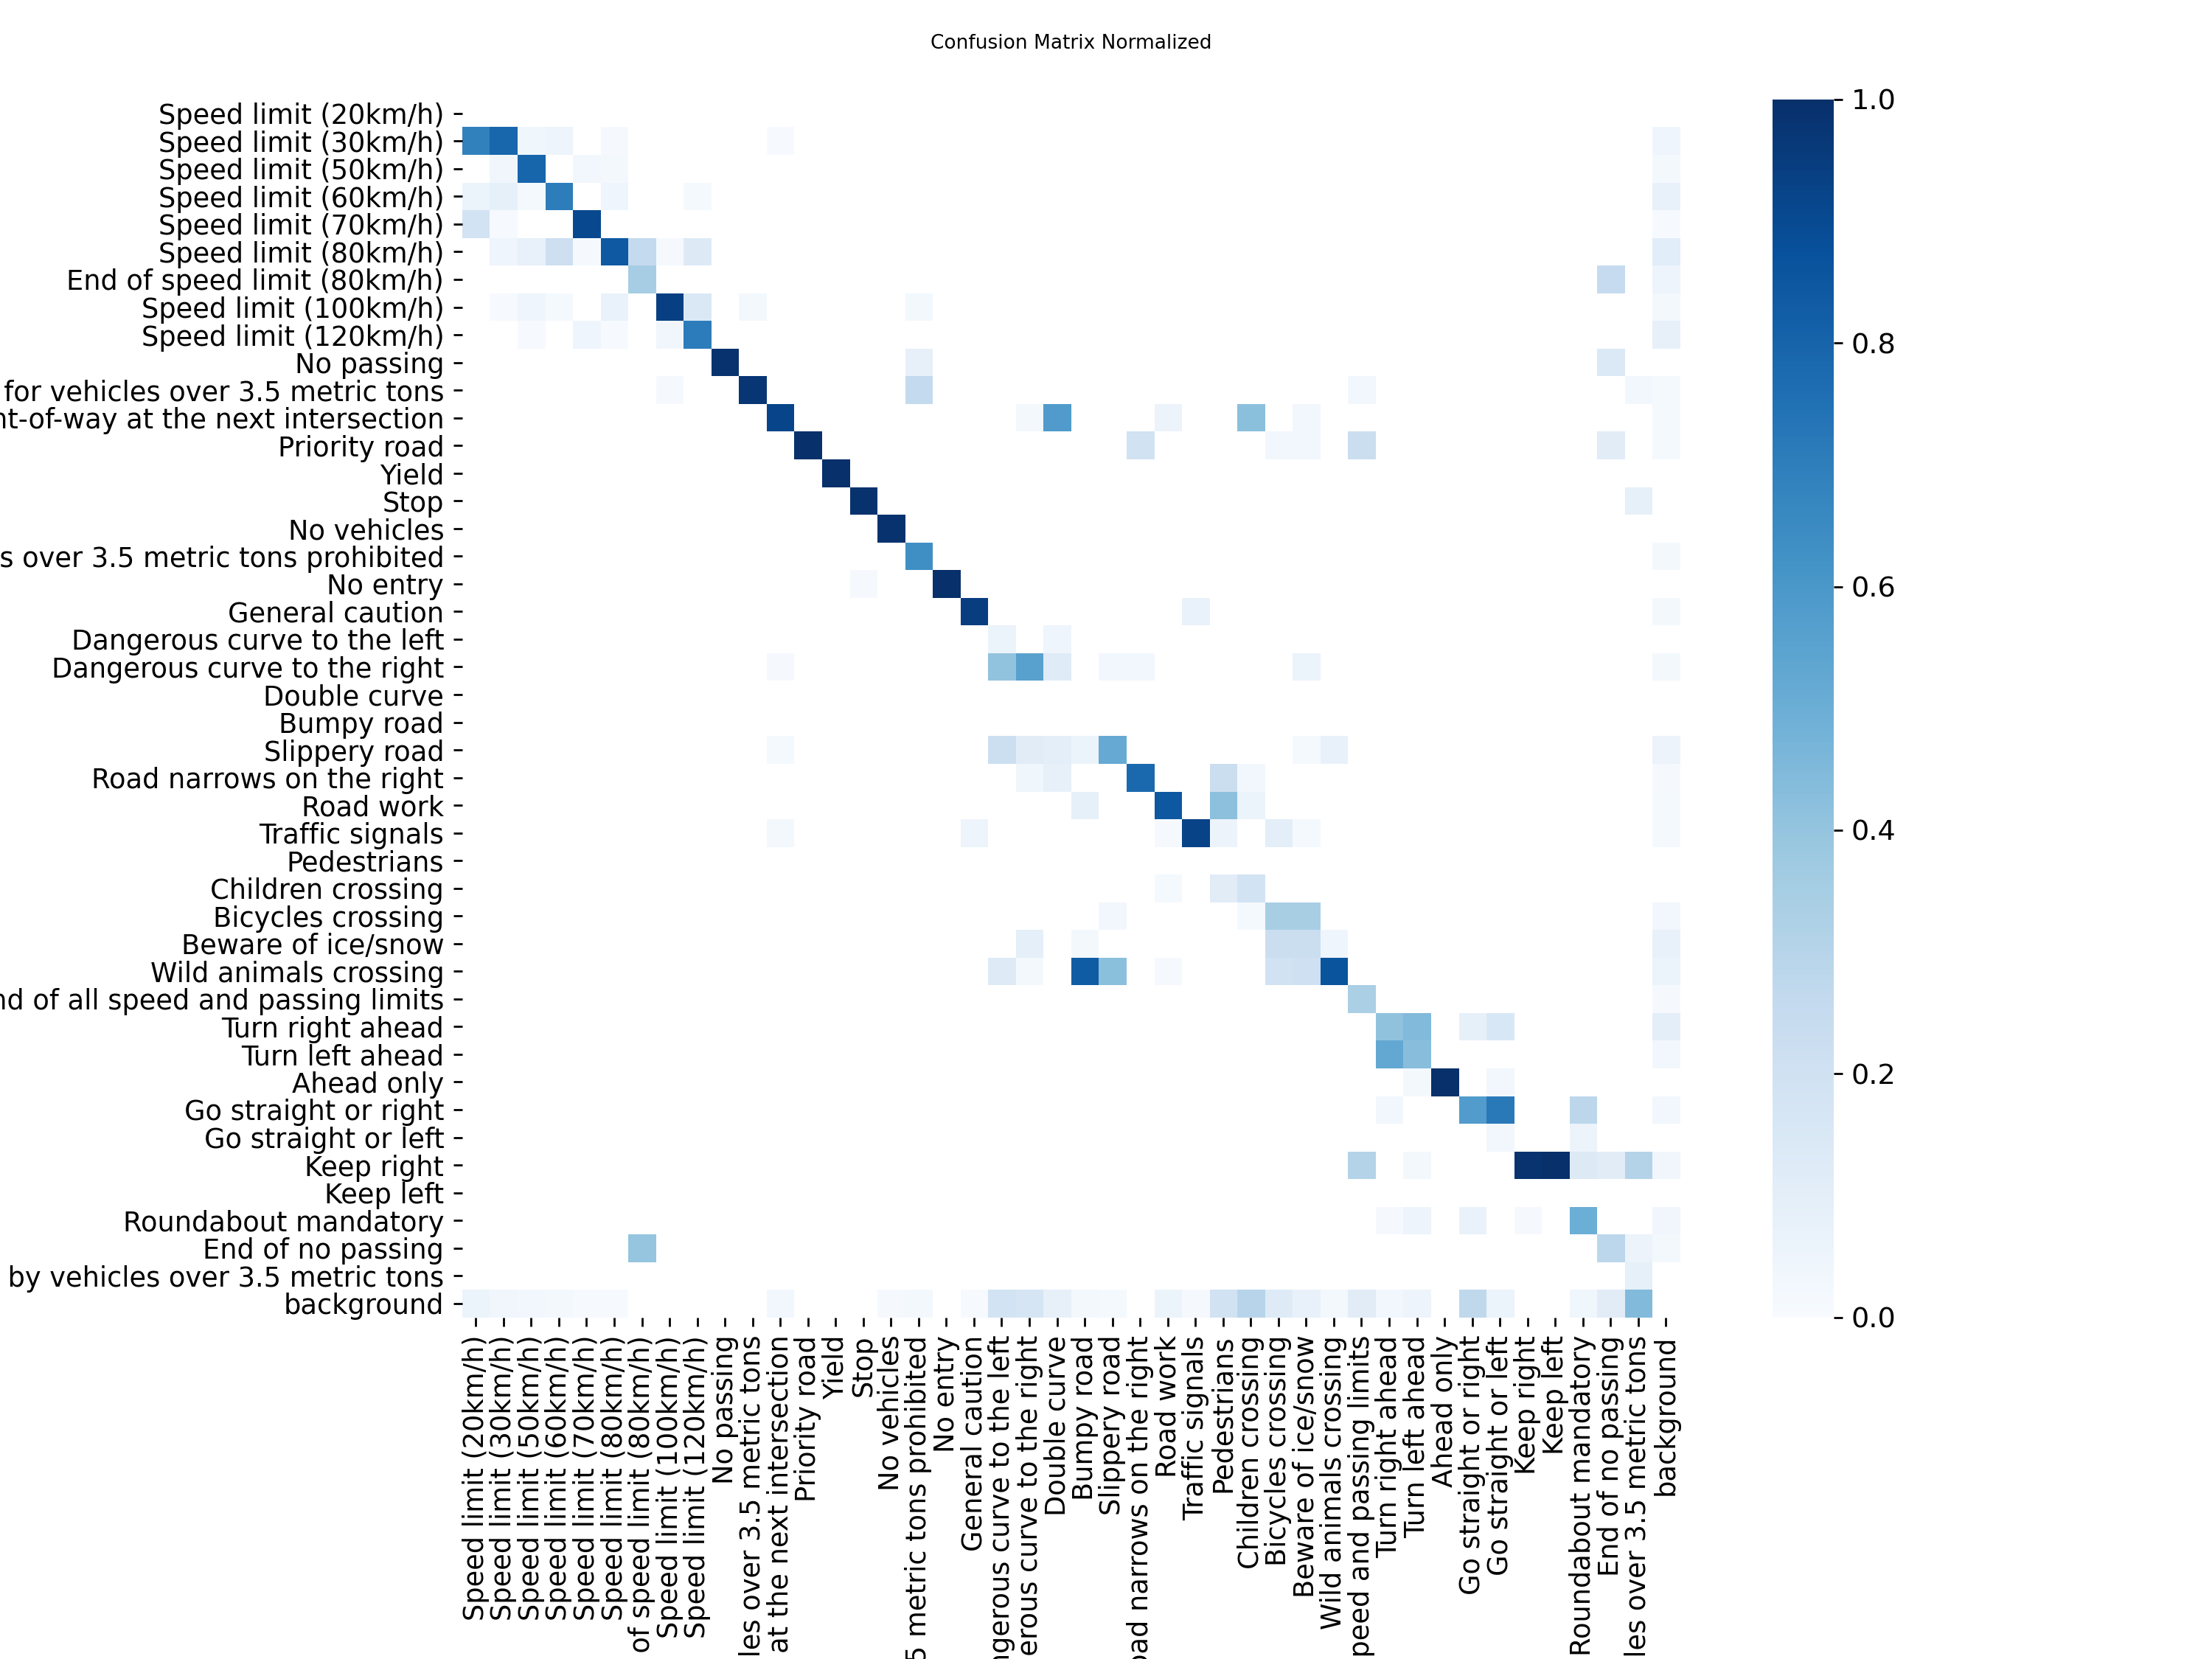 Confusion Matrix Normalized
Speed limit (20km/h)
Speed limit (30km/h)
Speed limit (50km/h)
Speed limit (60km/h)
Speed limit (70km/h)
Speed limit (80km/h)
End of speed limit (80km/h)
Speed limit (100km/h)
Speed limit (120km/h)
No passing
for vehicles over 3.5 metric tons
nt-of-way at the next intersection
Priority road
Yield
Stop
No vehicles
s over 3.5 metric tons prohibited
No entry
General caution
Dangerous curve to the left
Dangerous curve to the right
Double curve
Bumpy road
Slippery road
Road narrows on the right
Road work
Traffic signals
Pedestrians
Children crossing
Bicycles crossing
Beware of ice/snow
Wild animals crossing
nd of all speed and passing limits
Turn right ahead
Turn left ahead
Ahead only
Go straight or right
Go straight or left
Keep right
Keep left
Roundabout mandatory
End of no passing
by vehicles over 3.5 metric tons
background
Speed limit (20km/h)
Speed limit (30km/h)
Speed limit (50km/h)
Speed limit (60km/h)
Speed limit (70km/h)
Speed limit (80km/h)
of speed limit (80km/h)
Speed limit (100km/h)
Speed limit (120km/h)
No passing
les over 3.5 metric tons
at the next intersection
Priority road
Yield
Stop
No vehicles
5 metric tons prohibited
No entry
General caution
ngerous curve to the left
erous curve to the right
Double curve
Bumpy road
Slippery road
oad narrows on the right
Road work
Traffic signals
Pedestrians
Children crossing
Bicycles crossing
Beware of ice/snow
Wild animals crossing
peed and passing limits
Turn right ahead
Turn left ahead
Ahead only
Go straight or right
Go straight or left
Keep right
Keep left
Roundabout mandatory
End of no passing
les over 3.5 metric tons
background
1.0
0.8
0.6
0.4
0.2
0.0